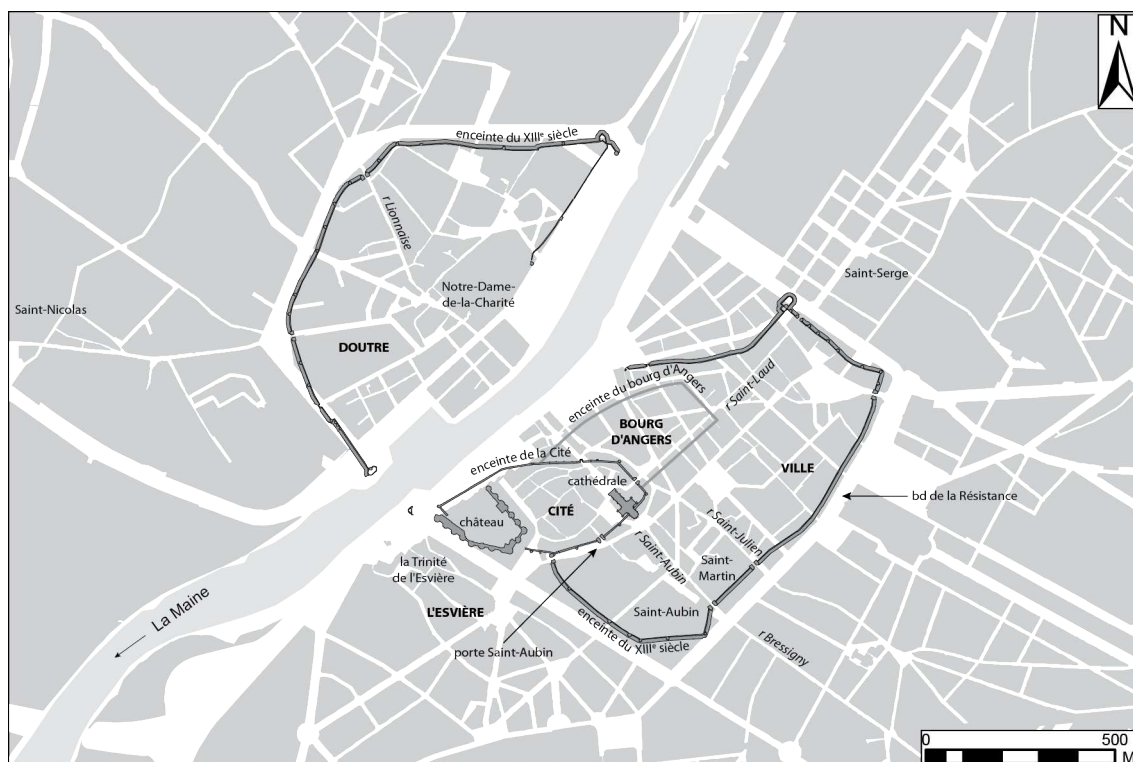 N
enceinte du XIIIᵉ siècle
r Lionnaise
Saint-Serge
Notre-Dame-
de-la-Charité
Saint-Nicolas
DOUTRE
enceinte du bourg d'Angers
r Saint-Laud
BOURG
D'ANGERS
enceinte de la Cité
VILLE
cathédrale
bd de la Résistance
château
CITÉ
r Saint-Julien
r Saint-Aubin
la Trinité
de l'Esvière
Saint-
Martin
La Maine
L'ESVIÈRE
Saint-Aubin
enceinte du XIIIᵉ siècle
r Bressigny
porte Saint-Aubin
0 500
M